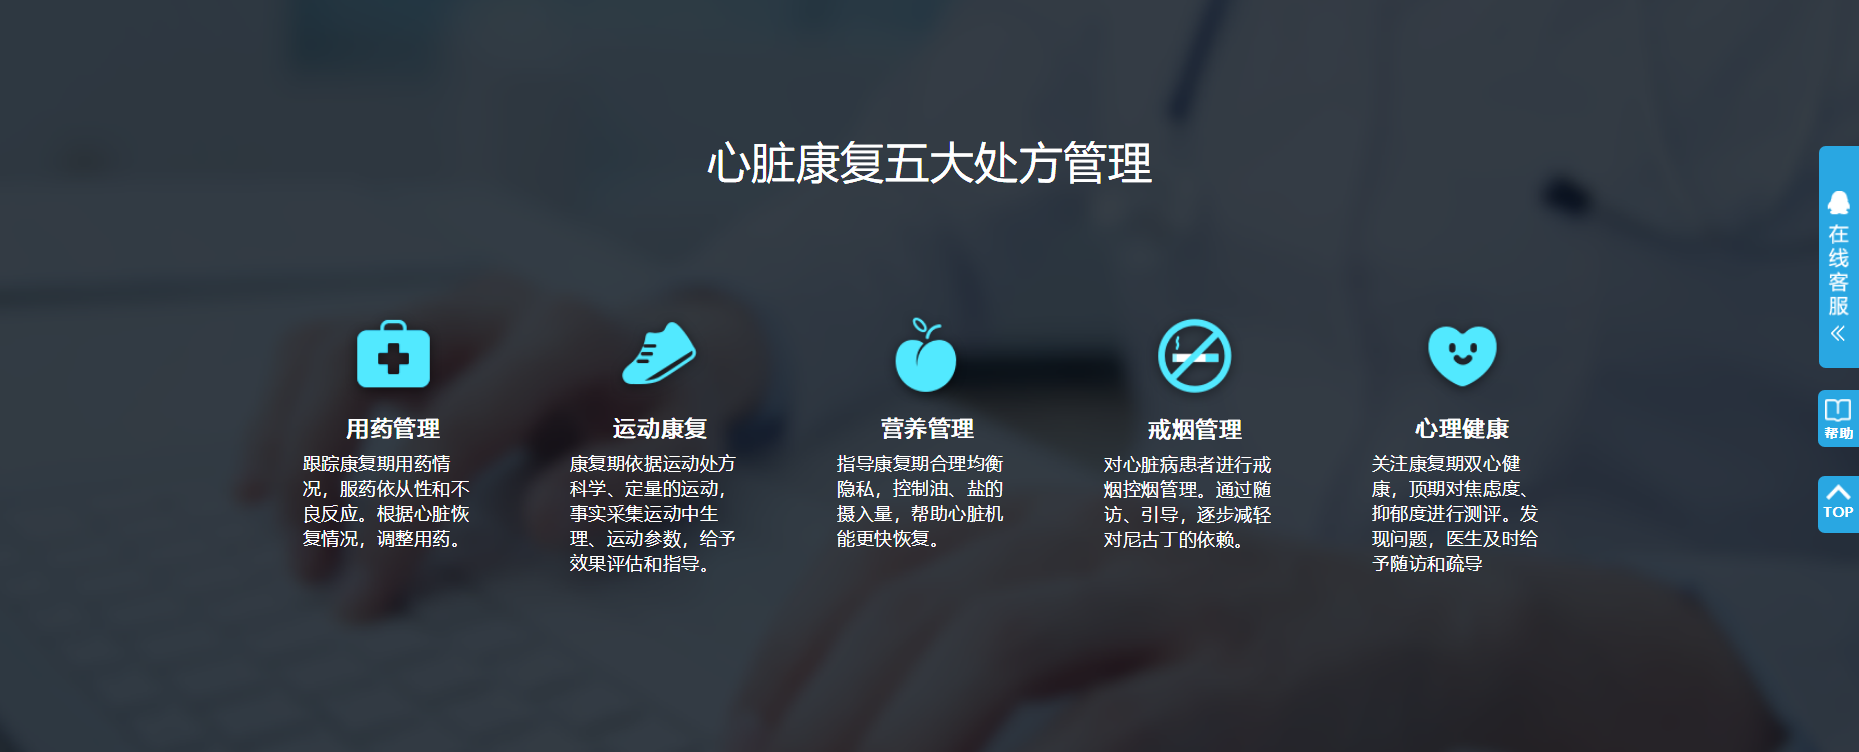 心脏康复五大处方管理
用药管理
跟踪康复期用药情
况，服药依从性和不
良反应。根据心脏恢
复情况，调整用药。
运动康复
康复期依据运动处方
科学、定量的运动，
事实采集运动中生
理、运动参数，给予
效果评估和指导。
营养管理
指导康复期合理均衡
隐私，控制油、盐的
摄入量，帮助心脏机
能更快恢复。
戒烟管理
对心脏病患者进行戒
烟控烟管理。通过随
访、引导，逐步减轻
对尼古丁的依赖。
心理健康
关注康复期双心健
康，顶期对焦虑度、
抑郁度进行测评。发
现问题，医生及时给
予随访和疏导
在线客服
帮助
TOP